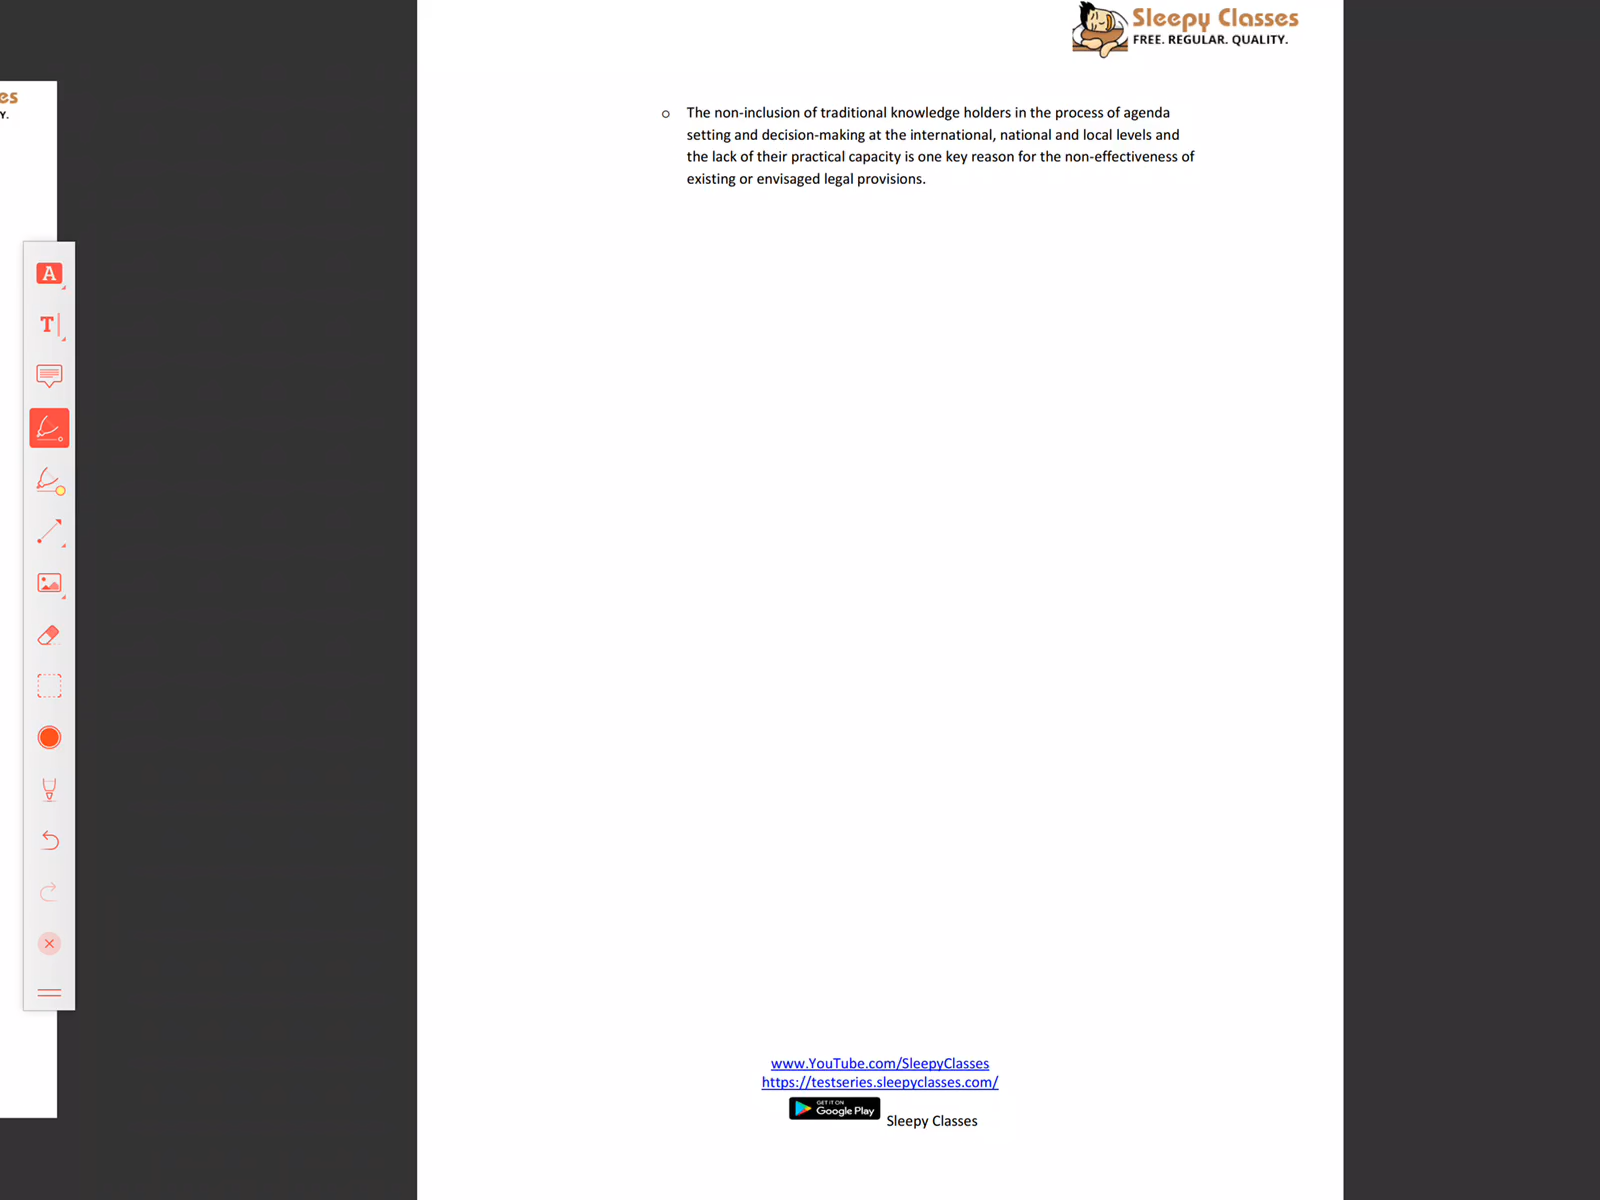 Sleepy Classes
FREE. REGULAR. QUALITY.
es
Y.
o The non-inclusion of traditional knowledge holders in the process of agenda
setting and decision-making at the international, national and local levels and
the lack of their practical capacity is one key reason for the non-effectiveness of
existing or envisaged legal provisions.
A
T
www.YouTube.com/SleepyClasses
https://testseries.sleepyclasses.com/
GET IT ON
Google Play
Sleepy Classes